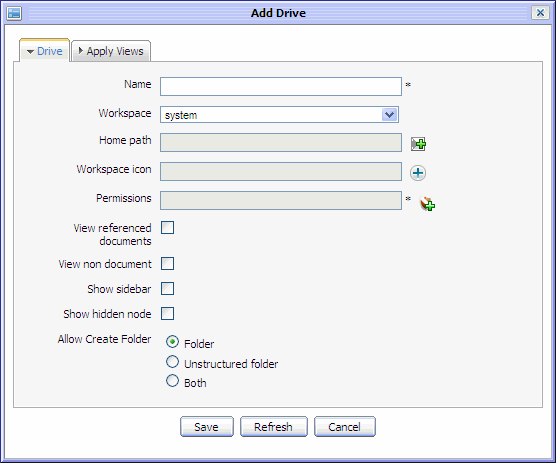 Add Drive
Drive Apply Views
Name *
Workspace system
Home path
Workspace icon
Permissions *
View referenced
documents
View non document
Show sidebar
Show hidden node
Allow Create Folder Folder
Unstructured folder
Both
Save Refresh Cancel